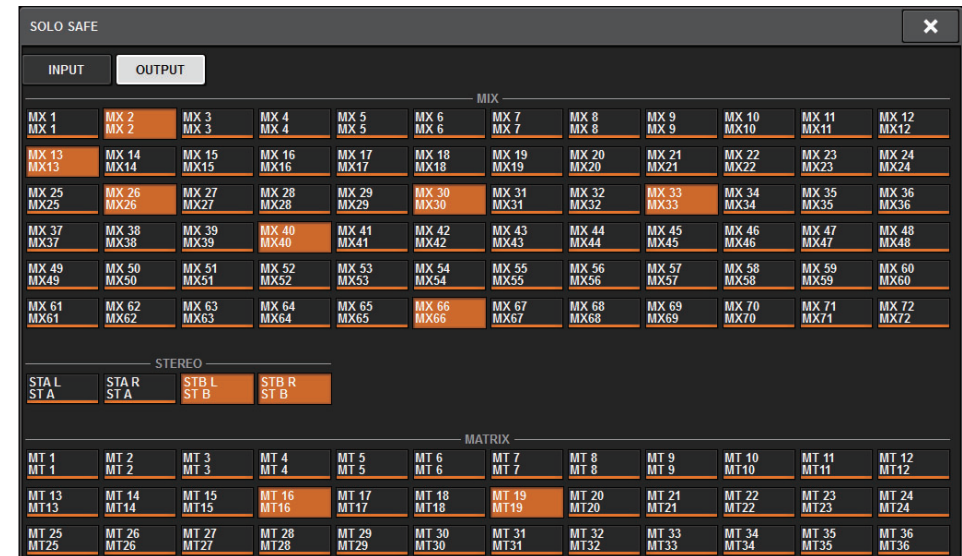 SOLO SAFE
INPUT OUTPUT
MIX
MX 1 MX 2 MX 3 MX 4 MX 5 MX 6 MX 7 MX 8 MX 9 MX 10 MX 11 MX 12
MX 1 MX 2 MX 3 MX 4 MX 5 MX 6 MX 7 MX 8 MX 9 MX10 MX11 MX12
MX 13 MX 14 MX 15 MX 16 MX 17 MX 18 MX 19 MX 20 MX 21 MX 22 MX 23 MX 24
MX13 MX14 MX15 MX16 MX17 MX18 MX19 MX20 MX21 MX22 MX23 MX24
MX 25 MX 26 MX 27 MX 28 MX 29 MX 30 MX 31 MX 32 MX 33 MX 34 MX 35 MX 36
MX25 MX26 MX27 MX28 MX29 MX30 MX31 MX32 MX33 MX34 MX35 MX36
MX 37 MX 38 MX 39 MX 40 MX 41 MX 42 MX 43 MX 44 MX 45 MX 46 MX 47 MX 48
MX37 MX38 MX39 MX40 MX41 MX42 MX43 MX44 MX45 MX46 MX47 MX48
MX 49 MX 50 MX 51 MX 52 MX 53 MX 54 MX 55 MX 56 MX 57 MX 58 MX 59 MX 60
MX49 MX50 MX51 MX52 MX53 MX54 MX55 MX56 MX57 MX58 MX59 MX60
MX 61 MX 62 MX 63 MX 64 MX 65 MX 66 MX 67 MX 68 MX 69 MX 70 MX 71 MX 72
MX61 MX62 MX63 MX64 MX65 MX66 MX67 MX68 MX69 MX70 MX71 MX72
STEREO
STA L STA R STB L STB R
ST A ST A ST B ST B
MATRIX
MT 1 MT 2 MT 3 MT 4 MT 5 MT 6 MT 7 MT 8 MT 9 MT 10 MT 11 MT 12
MT 1 MT 2 MT 3 MT 4 MT 5 MT 6 MT 7 MT 8 MT 9 MT10 MT11 MT12
MT 13 MT 14 MT 15 MT 16 MT 17 MT 18 MT 19 MT 20 MT 21 MT 22 MT 23 MT 24
MT13 MT14 MT15 MT16 MT17 MT18 MT19 MT20 MT21 MT22 MT23 MT24
MT 25 MT 26 MT 27 MT 28 MT 29 MT 30 MT 31 MT 32 MT 33 MT 34 MT 35 MT 36
MT25 MT26 MT27 MT28 MT29 MT30 MT31 MT32 MT33 MT34 MT35 MT36